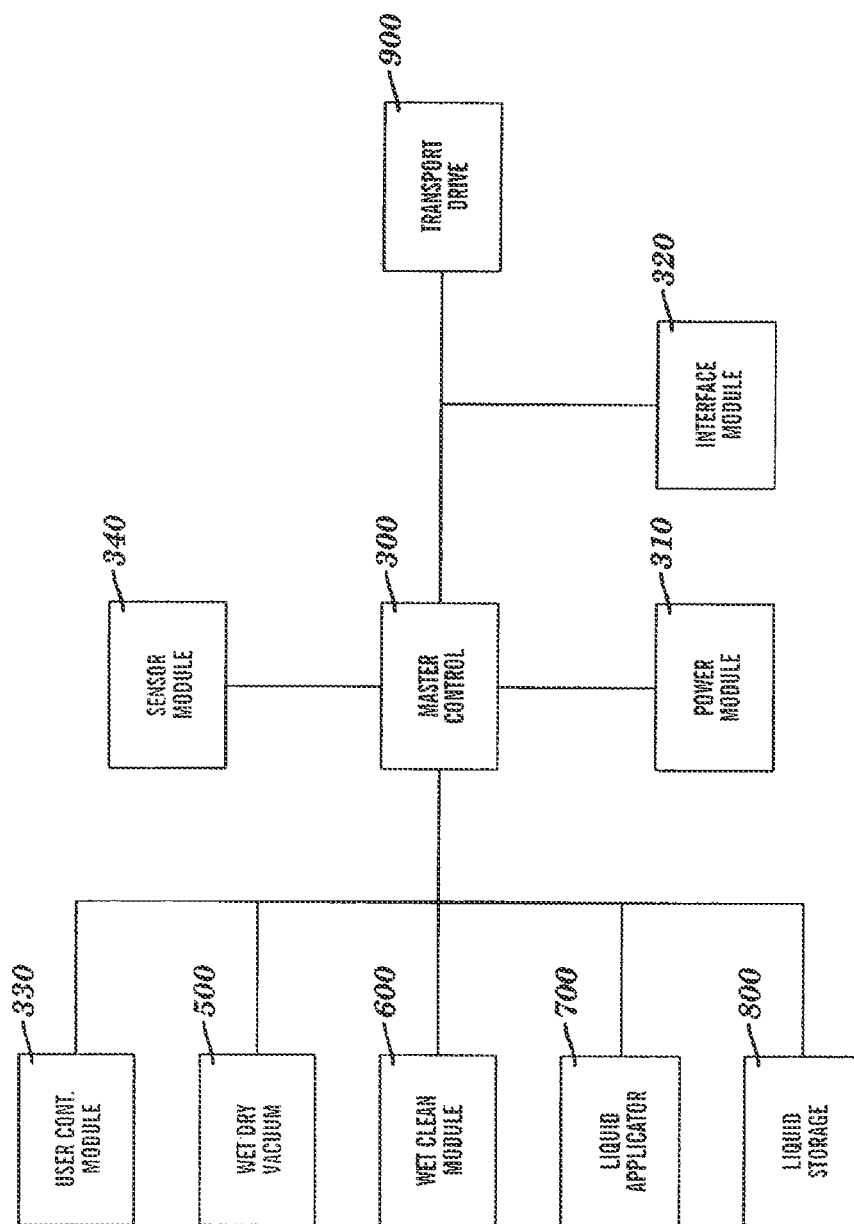 900
TRANSPORT
DRIVE
320
INTERFACE
MODULE
340
SENSOR
MODULE
300
MASTER
CONTROL
310
POWER
MODULE
330
USER CONT.
MODULE
500
WET DRY
VACUUM
600
WET CLEAN
MODULE
700
LIQUID
APPLICATOR
800
LIQUID
STORAGE